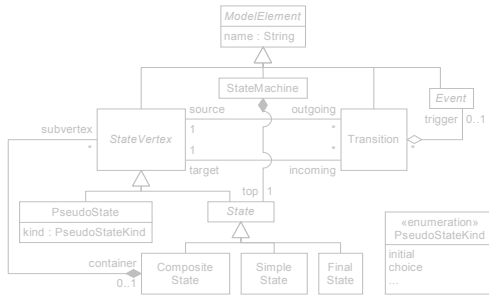 ModelElement
name : String
StateMachine
Event
source
outgoing
trigger
0..1
subvertex
StateVertex
1
*
Transition
*
1
*
*
target
incoming
PseudoState
kind : PseudoStateKind
top
1
State
«enumeration»
PseudoStateKind
initial
choice
...
container
0..1
Composite
State
Simple
State
Final
State